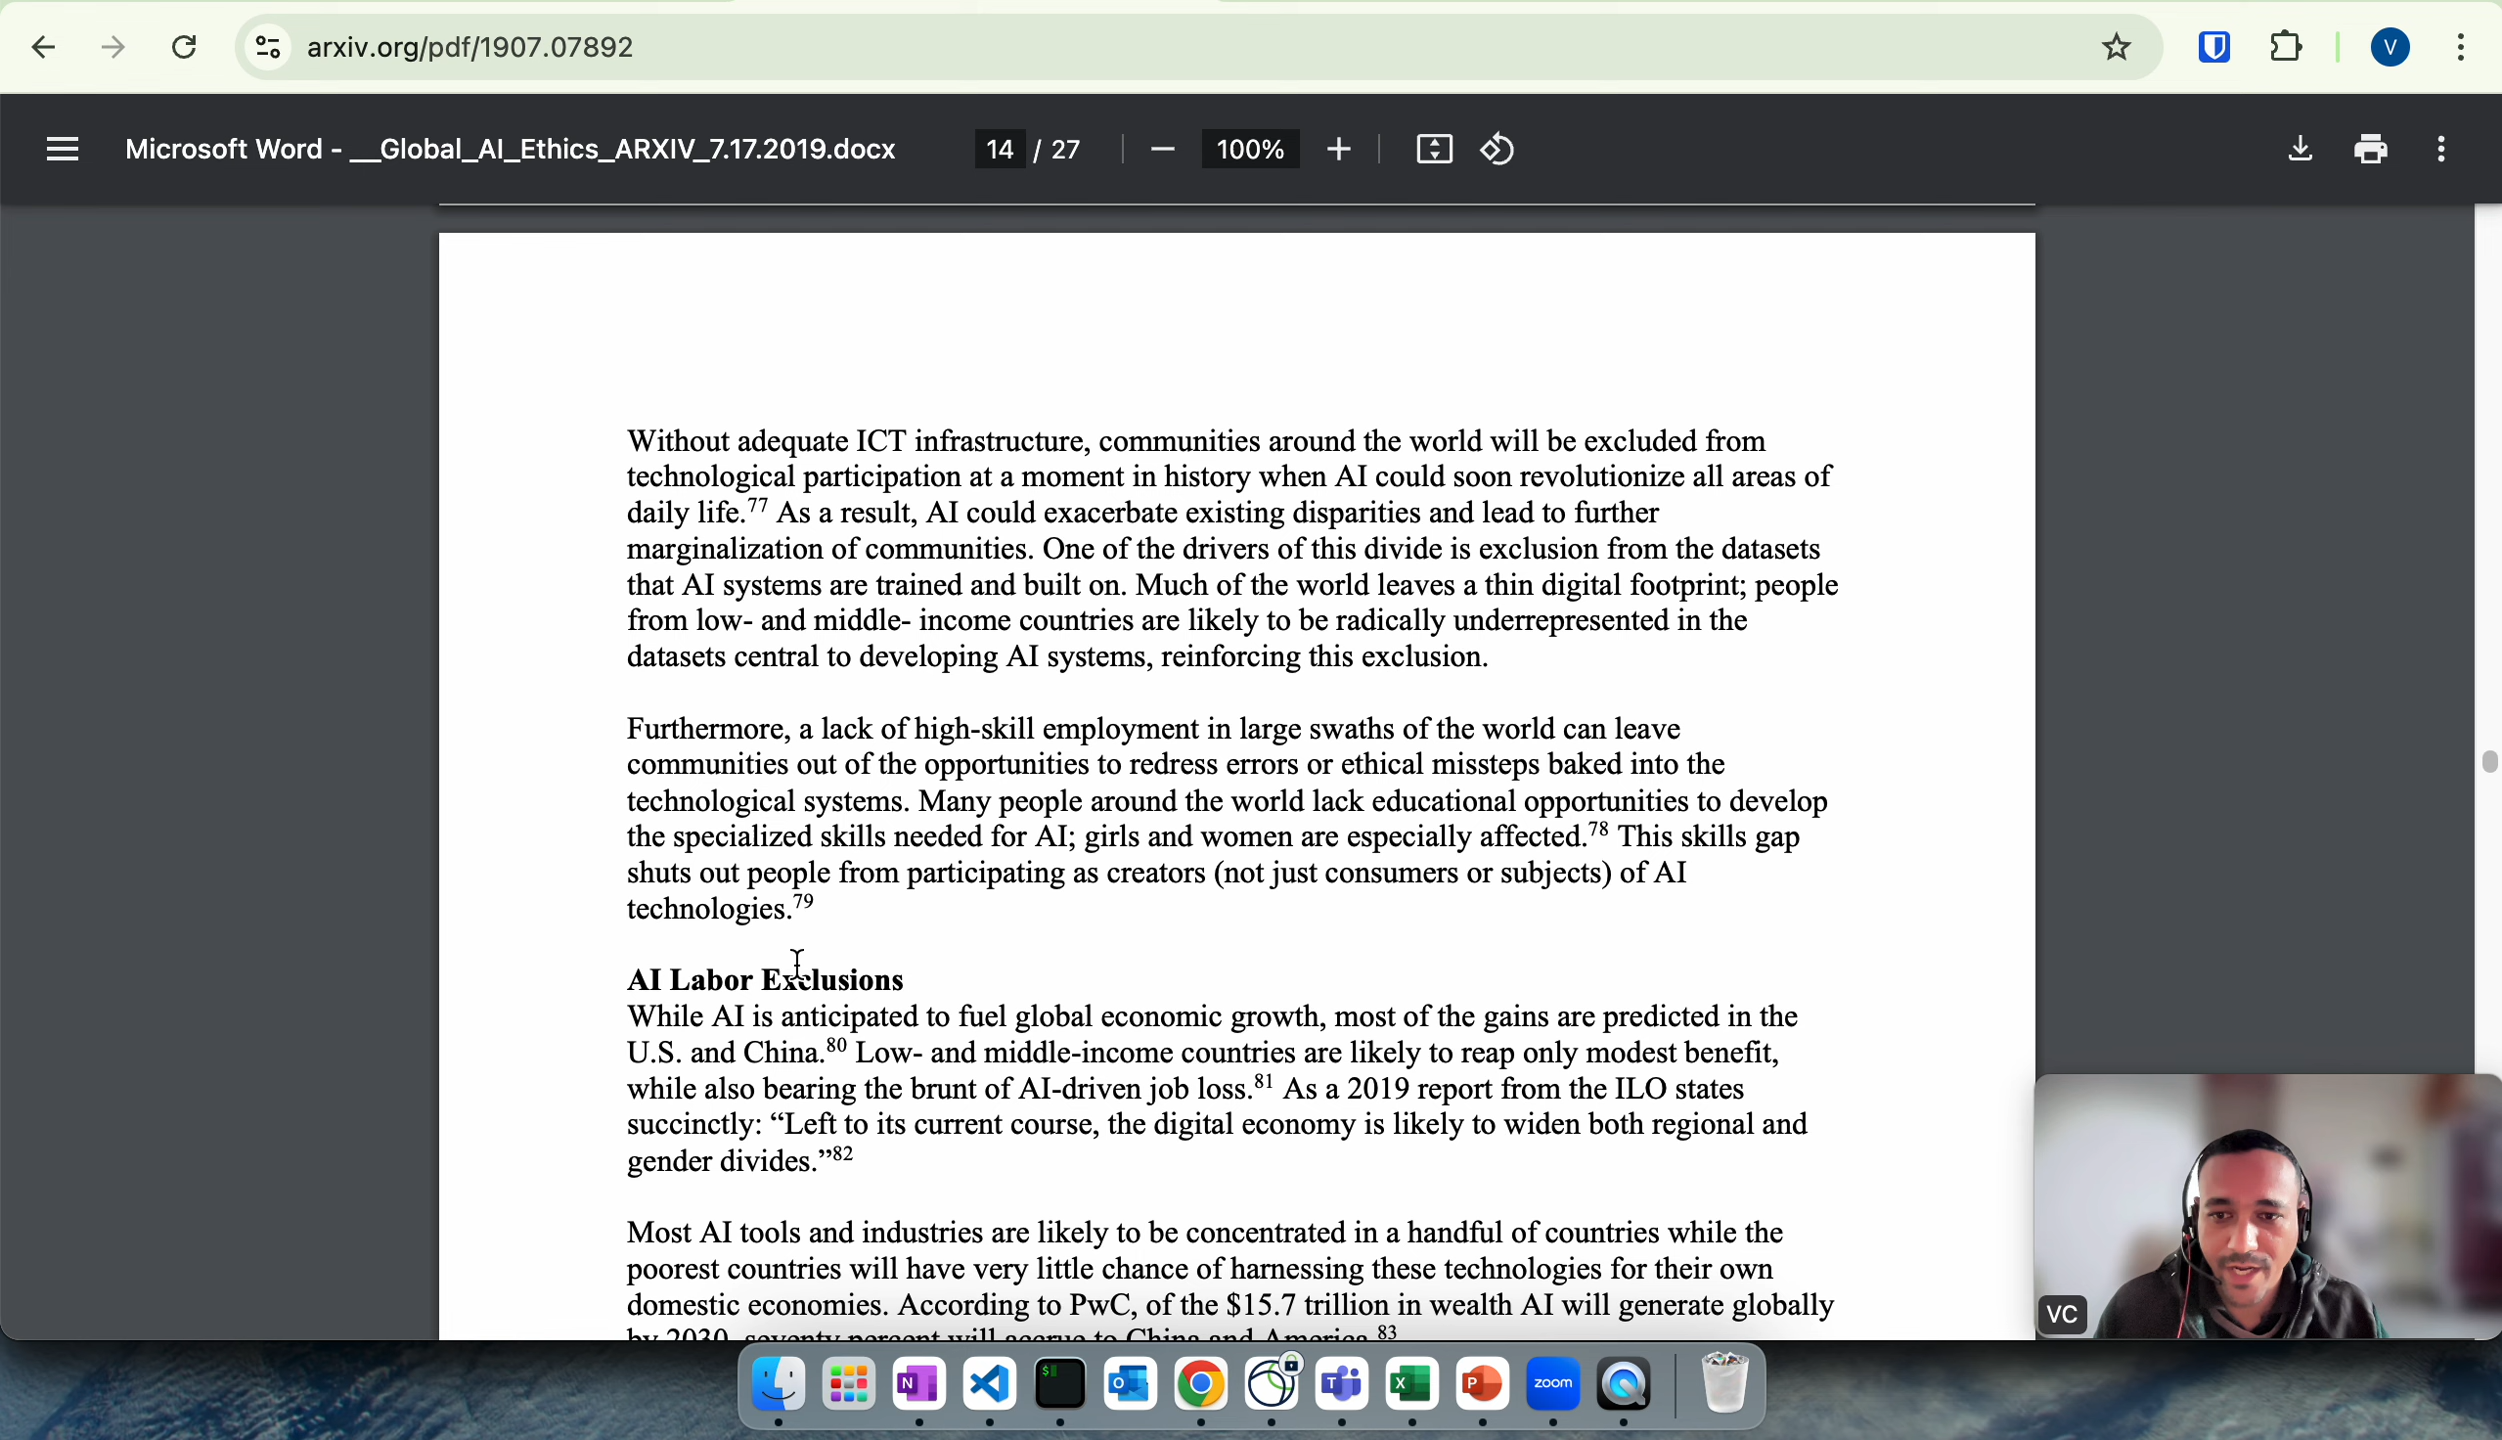 arxiv.org/pdf/1907.07892
V
Microsoft Word - __Global_AI_Ethics_ARXIV_7.17.2019.docx
14 / 27
100%
Without adequate ICT infrastructure, communities around the world will be excluded from
technological participation at a moment in history when AI could soon revolutionize all areas of
daily life.77 As a result, AI could exacerbate existing disparities and lead to further
marginalization of communities. One of the drivers of this divide is exclusion from the datasets
that AI systems are trained and built on. Much of the world leaves a thin digital footprint; people
from low- and middle- income countries are likely to be radically underrepresented in the
datasets central to developing AI systems, reinforcing this exclusion.
Furthermore, a lack of high-skill employment in large swaths of the world can leave
communities out of the opportunities to redress errors or ethical missteps baked into the
technological systems. Many people around the world lack educational opportunities to develop
the specialized skills needed for AI; girls and women are especially affected.78 This skills gap
shuts out people from participating as creators (not just consumers or subjects) of AI
technologies.79
AI Labor Exclusions
While AI is anticipated to fuel global economic growth, most of the gains are predicted in the
U.S. and China.80 Low- and middle-income countries are likely to reap only modest benefit,
while also bearing the brunt of AI-driven job loss.81 As a 2019 report from the ILO states
succinctly: “Left to its current course, the digital economy is likely to widen both regional and
gender divides.”82
Most AI tools and industries are likely to be concentrated in a handful of countries while the
poorest countries will have very little chance of harnessing these technologies for their own
domestic economies. According to PwC, of the $15.7 trillion in wealth AI will generate globally
by 2030, seventy percent will accrue to China and America.83
VC
N
$
O
T
X
P
zoom